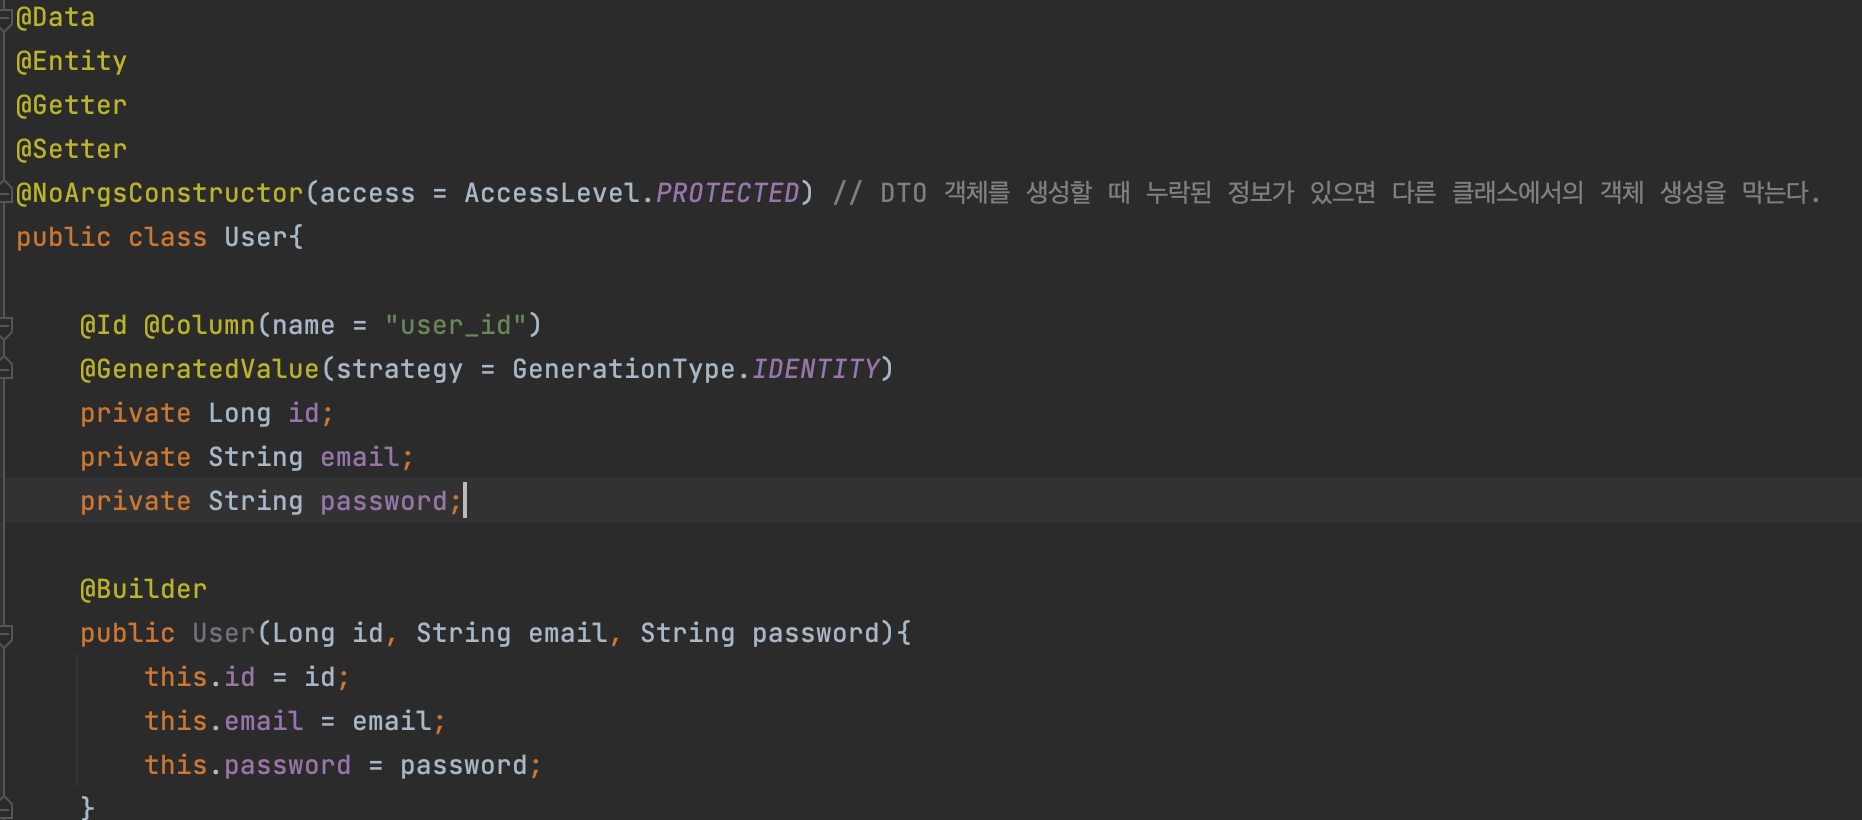 @Data
@Entity
@Getter
@Setter
@NoArgsConstructor(access = AccessLevel.PROTECTED) // DTO 객체를 생성할 때 누락된 정보가 있으면 다른 클래스에서의 객체 생성을 막는다.
public class User{
@Id @Column(name = "user_id")
@GeneratedValue(strategy = GenerationType.IDENTITY)
private Long id;
private String email;
private String password;
@Builder
public User(Long id, String email, String password){
this.id = id;
this.email = email;
this.password = password;
}